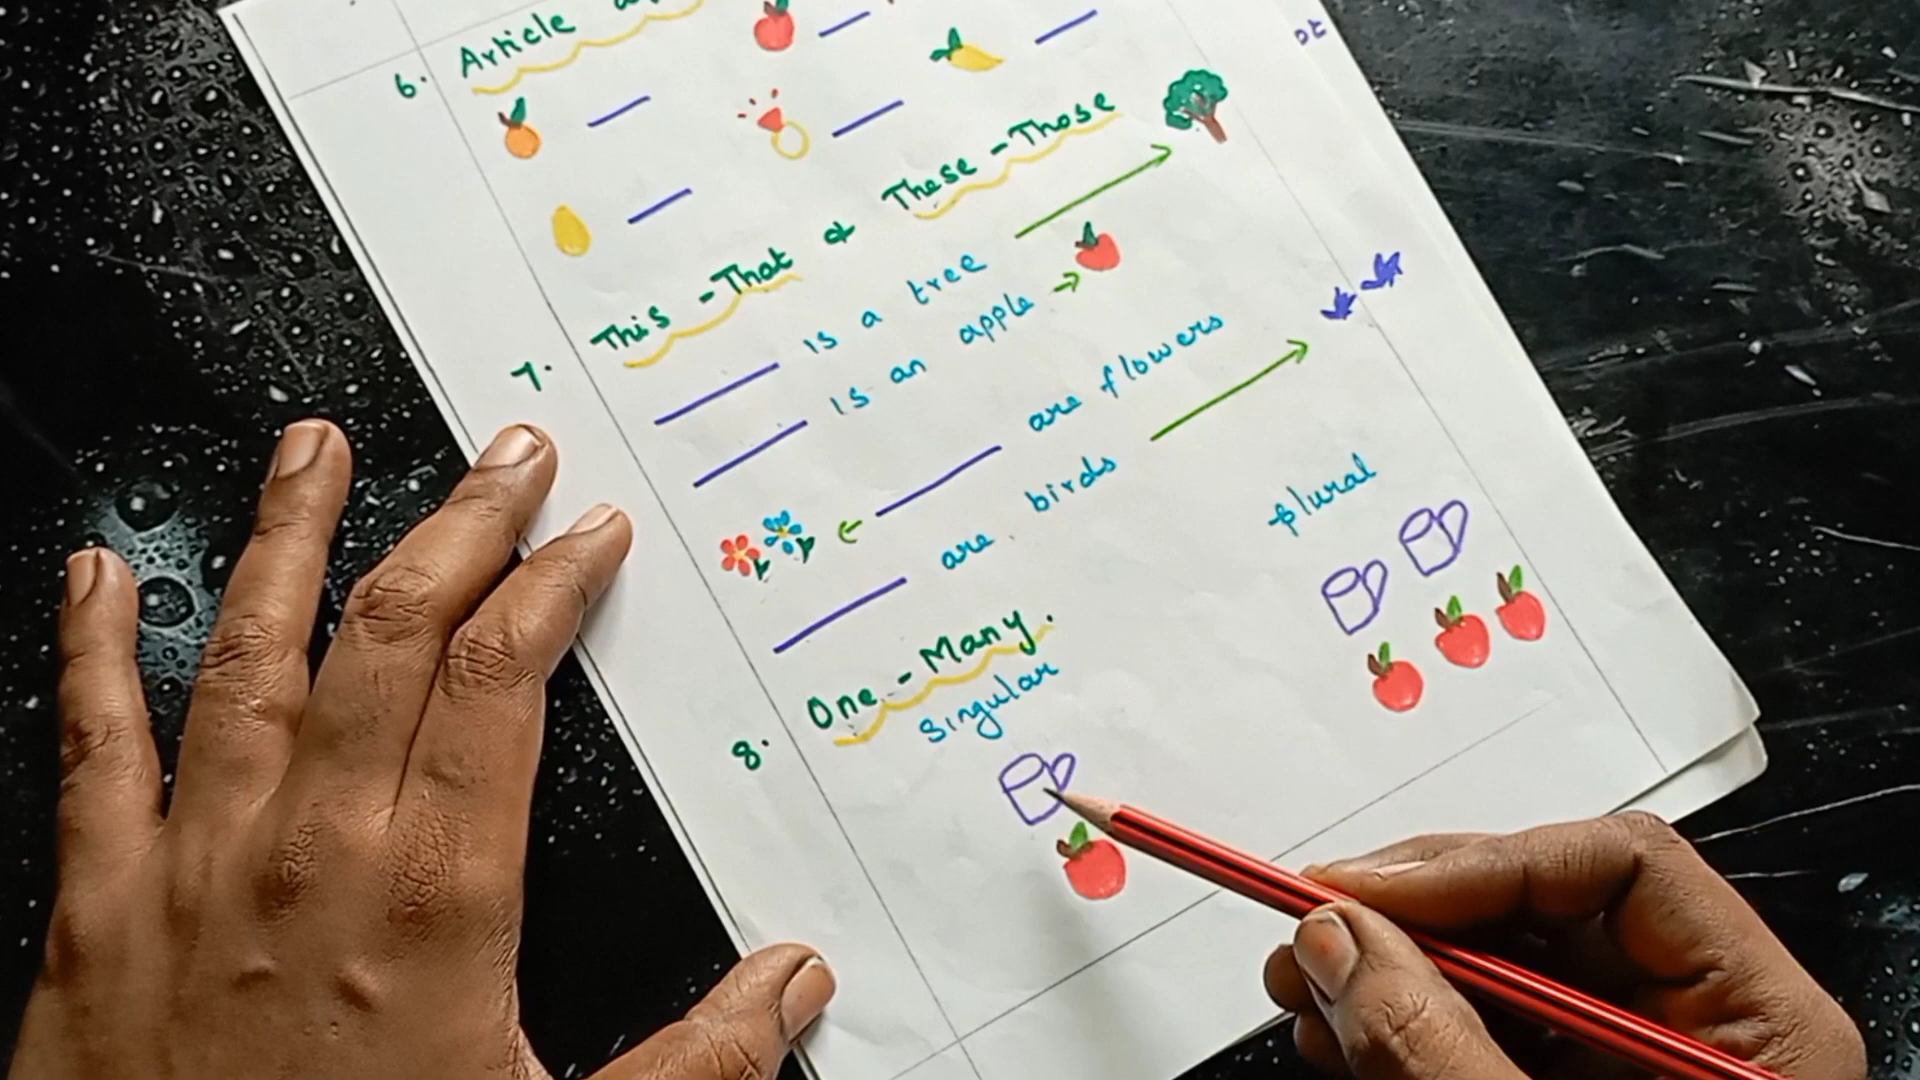 6. Article
7. This - That & These - Those
is a tree
is an apple
are flowers
are birds
8. One - Many.
singular
plural